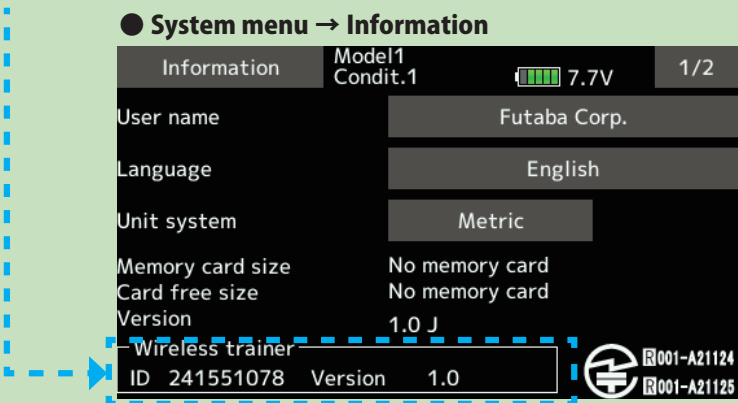 ● System menu → Information
Information Model1 Condit.1 7.7V 1/2
User name Futaba Corp.
Language English
Unit system Metric
Memory card size No memory card
Card free size No memory card
Version 1.0 J
Wireless trainer
ID 241551078 Version 1.0
R001-A21124
R001-A21125